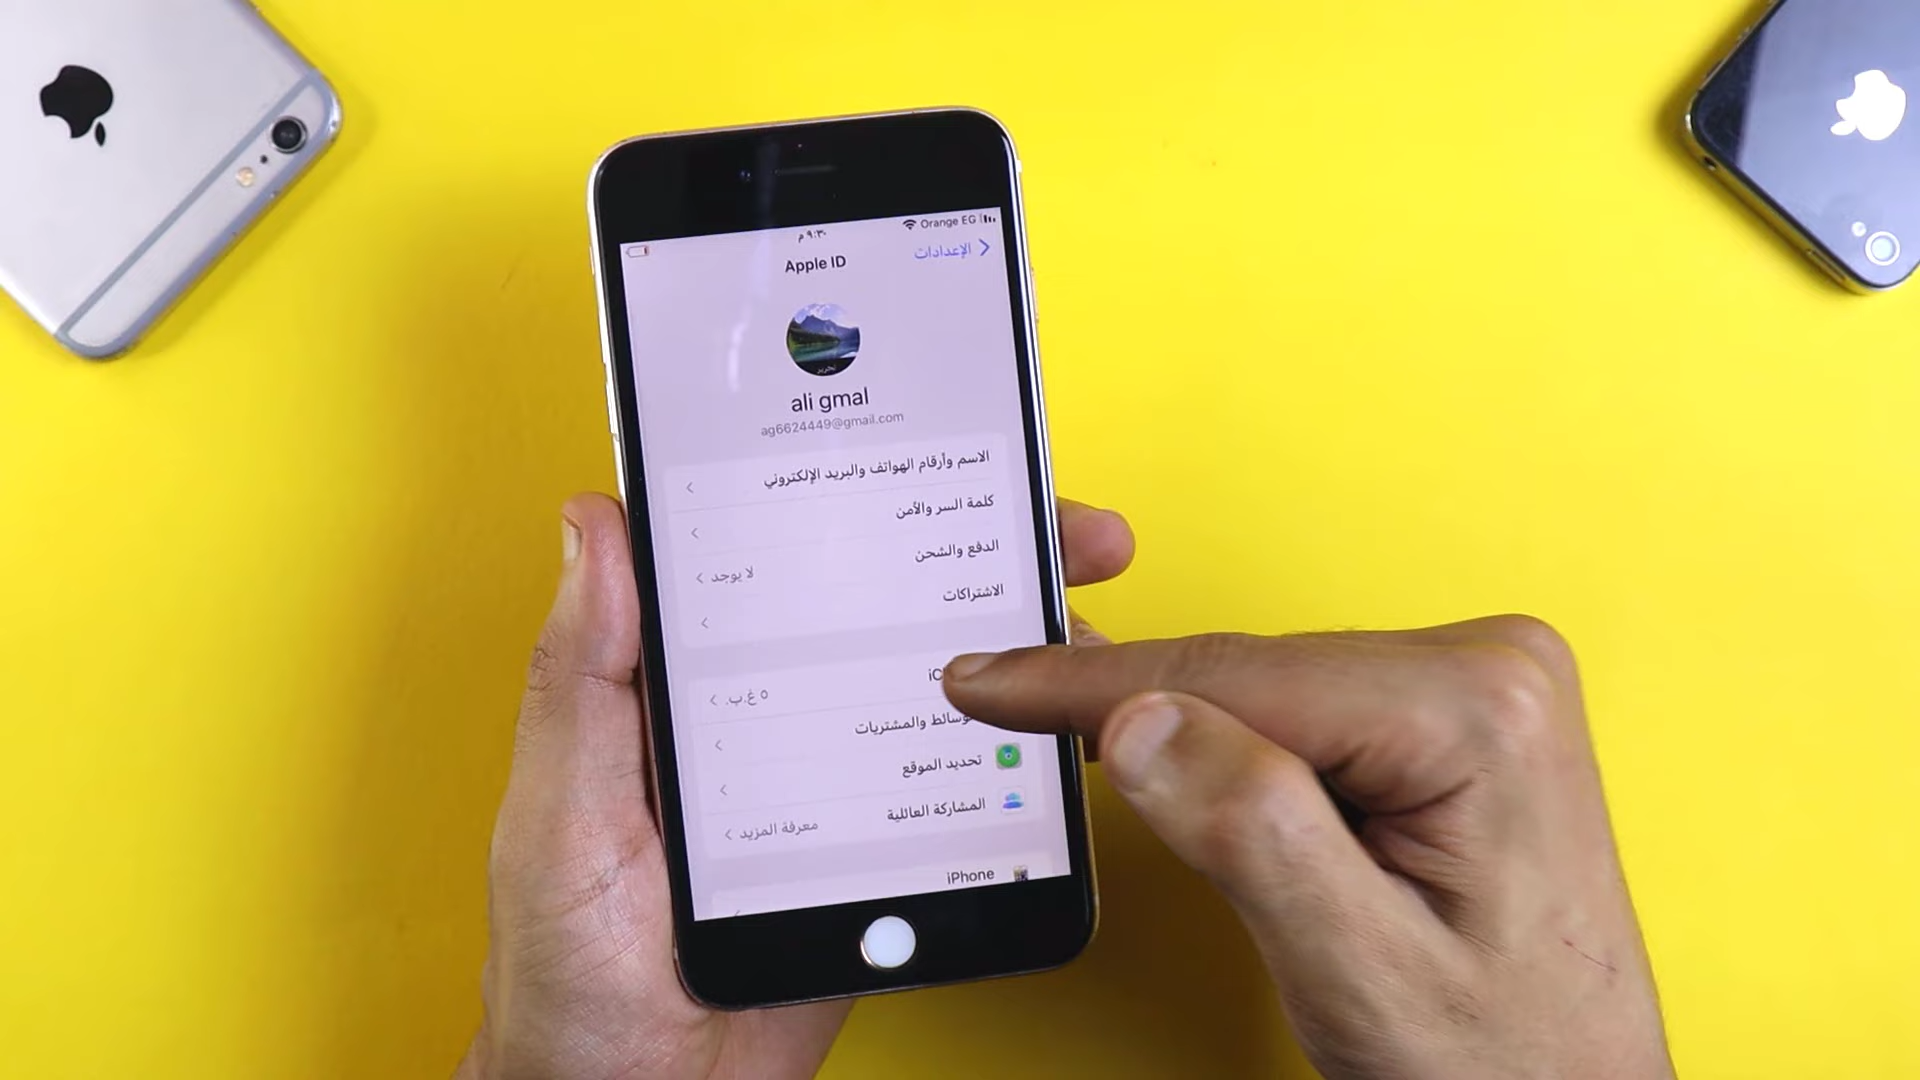 Orange EG
٩:٣٠ م
الإعدادات
Apple ID
تحرير
ali gmal
ag6624449@gmail.com
الاسم وأرقام الهواتف والبريد الإلكتروني
كلمة السر والأمن
الدفع والشحن لا يوجد
الاشتراكات
٥ غ.ب.
والمشتريات
تحديد الموقع
المشاركة العائلية معرفة المزيد
iPhone